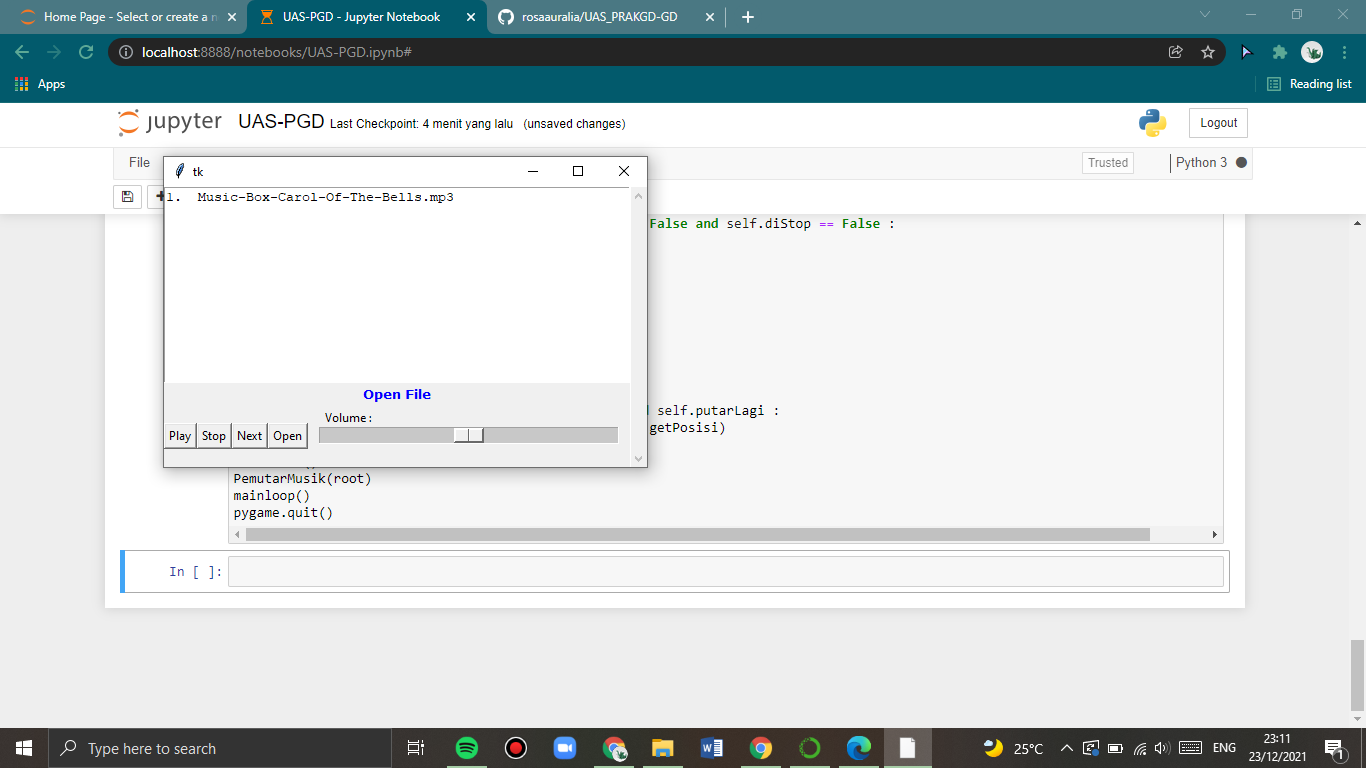 Home Page - Select or create a n
UAS-PGD - Jupyter Notebook
rosaauralia/UAS_PRAKGD-GD
localhost:8888/notebooks/UAS-PGD.ipynb#
Apps
Reading list
jupyter
UAS-PGD Last Checkpoint: 4 menit yang lalu (unsaved changes)
Logout
File
Trusted
Python 3
tk
1. Music-Box-Carol-Of-The-Bells.mp3
False and self.diStop == False :
Open File
self.putarLagi :
Volume:
getPosisi)
Play
Stop
Next
Open
PemutarMusik(root)
mainloop()
pygame.quit()
In [ ]:
Type here to search
25°C
ENG
23:11
23/12/2021
1